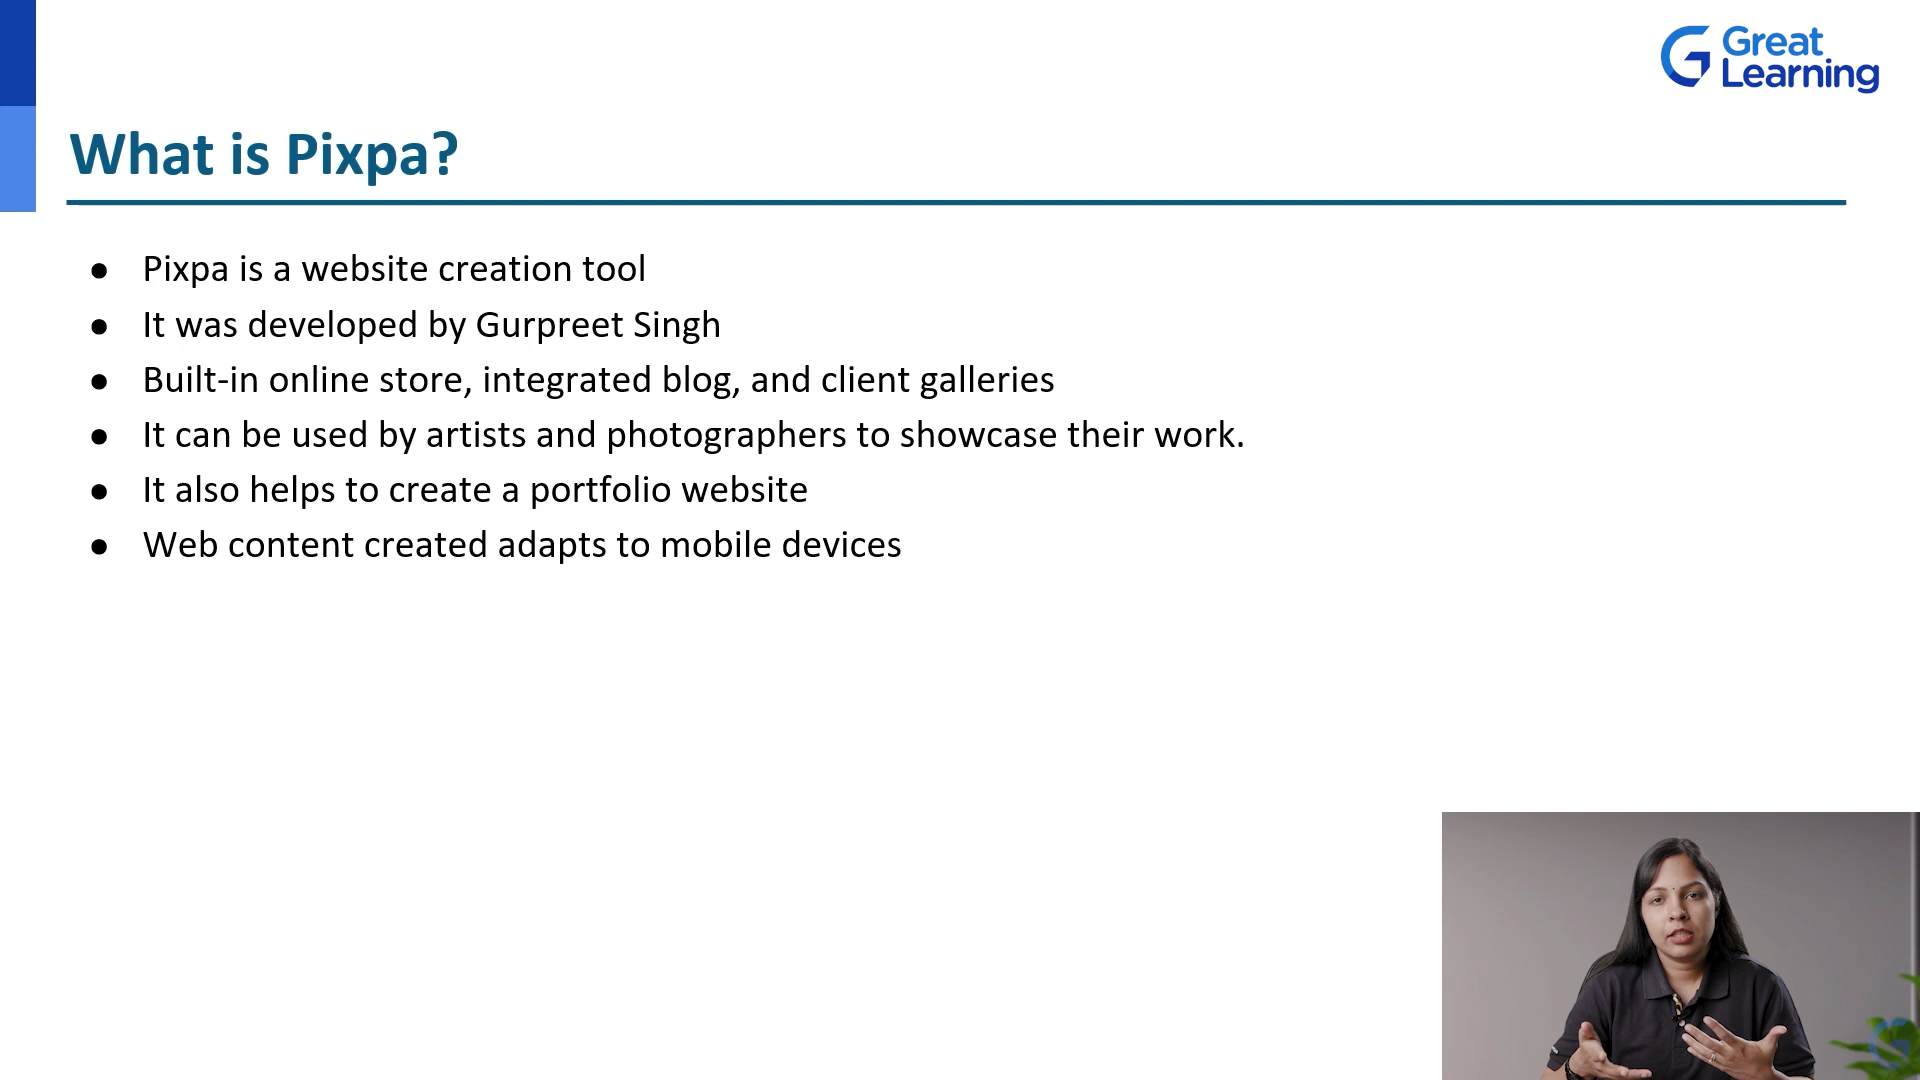 Great
Learning
What is Pixpa?
● Pixpa is a website creation tool
● It was developed by Gurpreet Singh
● Built-in online store, integrated blog, and client galleries
● It can be used by artists and photographers to showcase their work.
● It also helps to create a portfolio website
● Web content created adapts to mobile devices